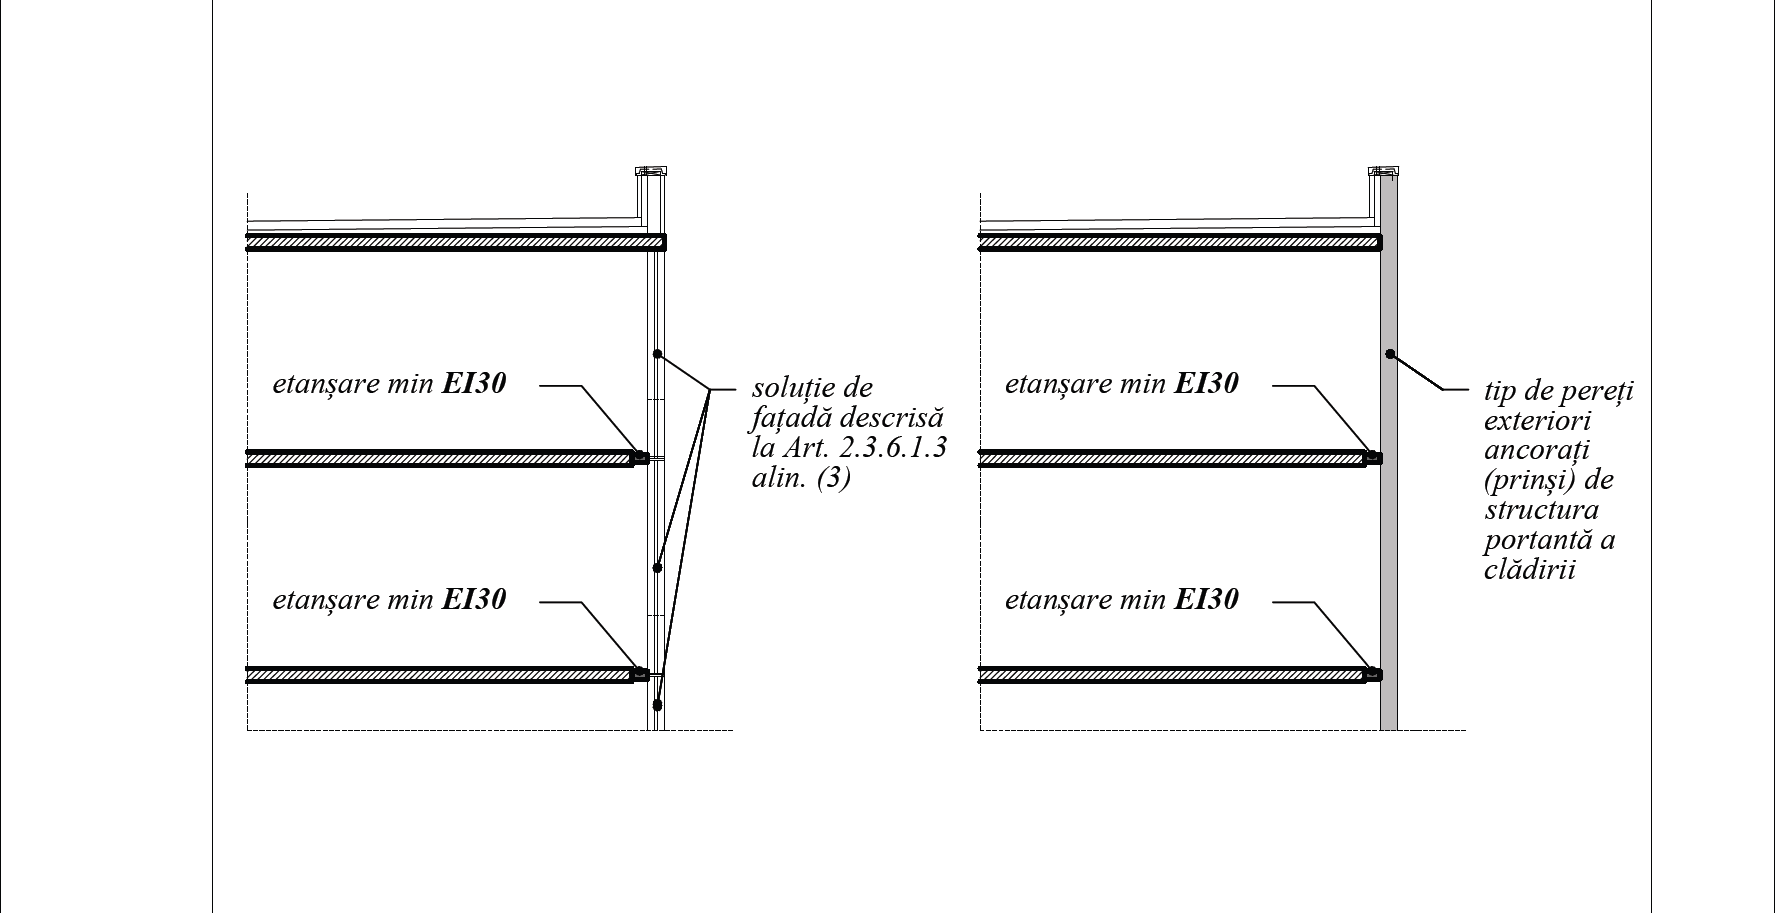 etanșare min EI30
etanșare min EI30
soluție de
fațadă descrisă
la Art. 2.3.6.1.3
alin. (3)
etanșare min EI30
etanșare min EI30
tip de pereți
exteriori
ancorați
(prinși) de
structura
portantă a
clădirii